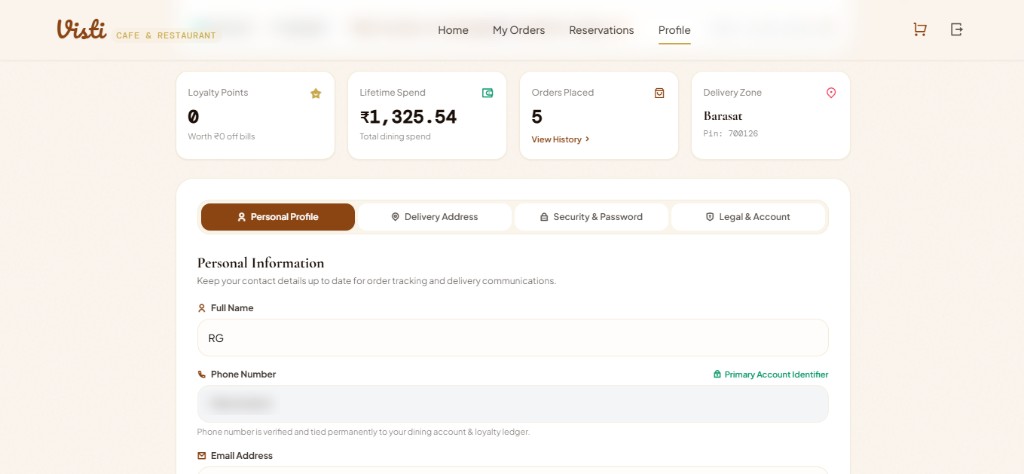 Visti CAFE & RESTAURANT
Home My Orders Reservations Profile
Loyalty Points
0
Worth ₹0 off bills
Lifetime Spend
₹1,325.54
Total dining spend
Orders Placed
5
View History >
Delivery Zone
Barasat
Pin: 700126
Personal Profile Delivery Address Security & Password Legal & Account
Personal Information
Keep your contact details up to date for order tracking and delivery communications.
Full Name
RG
Phone Number Primary Account Identifier
Phone number is verified and tied permanently to your dining account & loyalty ledger.
Email Address